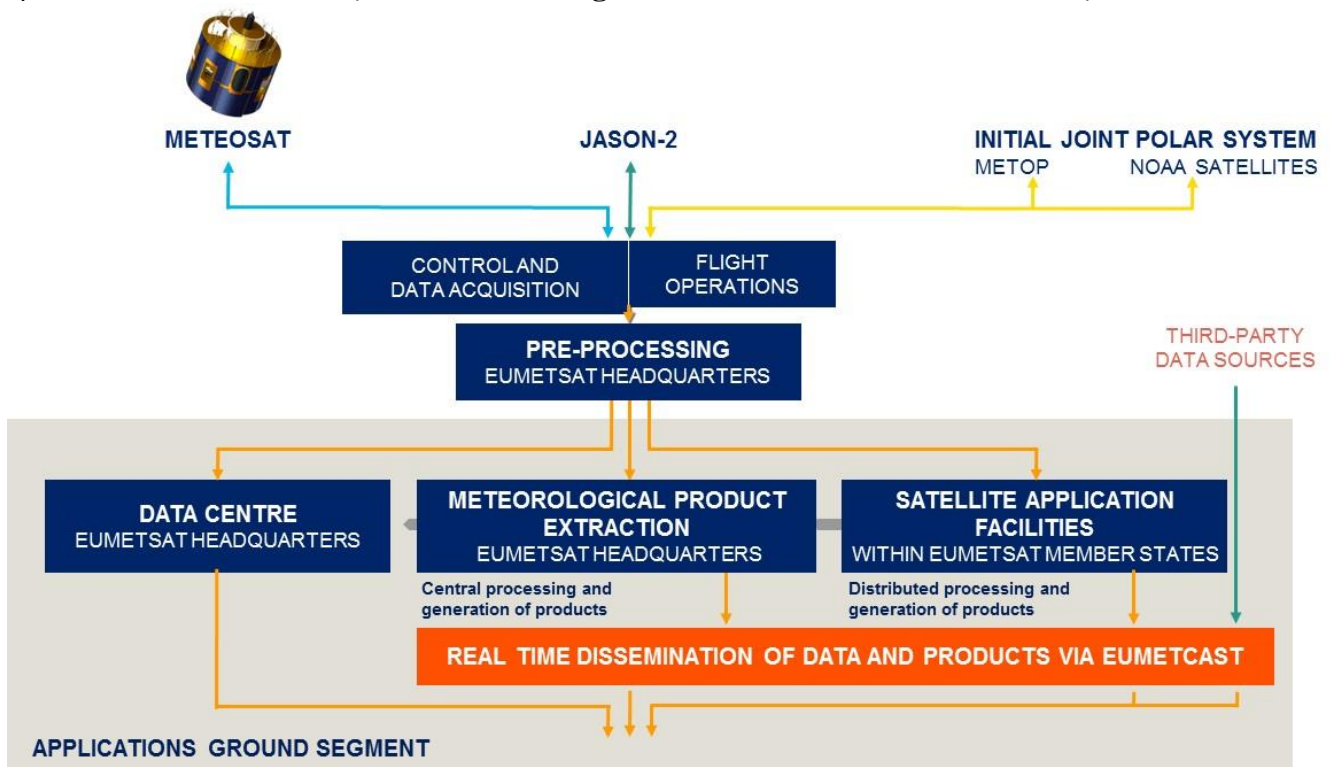 METEOSAT
JASON-2
INITIAL JOINT POLAR SYSTEM
METOP
NOAA SATELLITES
CONTROL AND
DATA ACQUISITION
FLIGHT
OPERATIONS
PRE-PROCESSING
EUMETSAT HEADQUARTERS
THIRD-PARTY
DATA SOURCES
DATA CENTRE
EUMETSAT HEADQUARTERS
METEOROLOGICAL PRODUCT
EXTRACTION
EUMETSAT HEADQUARTERS
SATELLITE APPLICATION
FACILITIES
WITHIN EUMETSAT MEMBER STATES
Central processing and
generation of products
Distributed processing and
generation of products
REAL TIME DISSEMINATION OF DATA AND PRODUCTS VIA EUMETCAST
APPLICATIONS GROUND SEGMENT